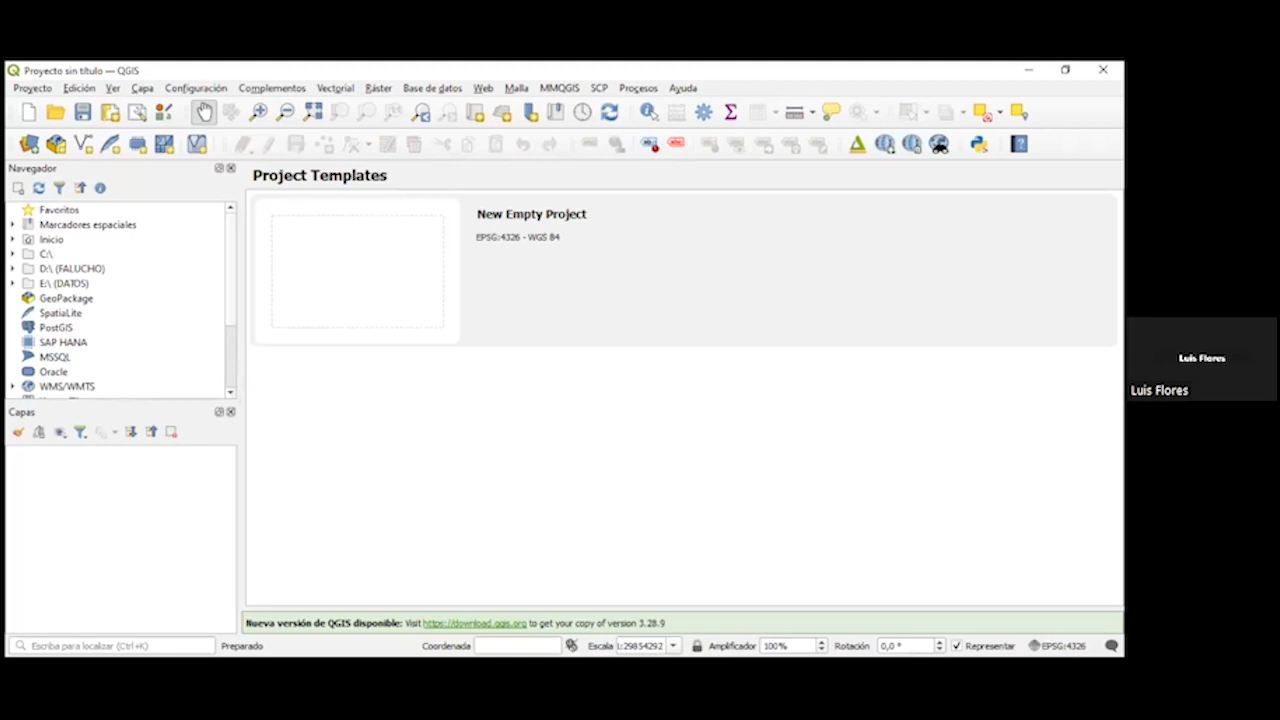 Proyecto sin título — QGIS
Proyecto Edición Ver Capa Configuración Complementos Vectorial Ráster Base de datos Web Malla MMQGIS SCP Procesos Ayuda
Navegador
Project Templates
Favoritos
Marcadores espaciales
Inicio
C:\
D:\ (FALUCHO)
E:\ (DATOS)
GeoPackage
SpatiaLite
PostGIS
SAP HANA
MSSQL
Oracle
WMS/WMTS
New Empty Project
EPSG:4326 - WGS 84
Luis Flores
Luis Flores
Capas
Nueva versión de QGIS disponible: Visit https://download.qgis.org to get your copy of version 3.28.9
Escriba para localizar (Ctrl+K) Preparado Coordenada Escala 1:29854292 Amplificador 100% Rotación 0,0 ° Representar EPSG:4326